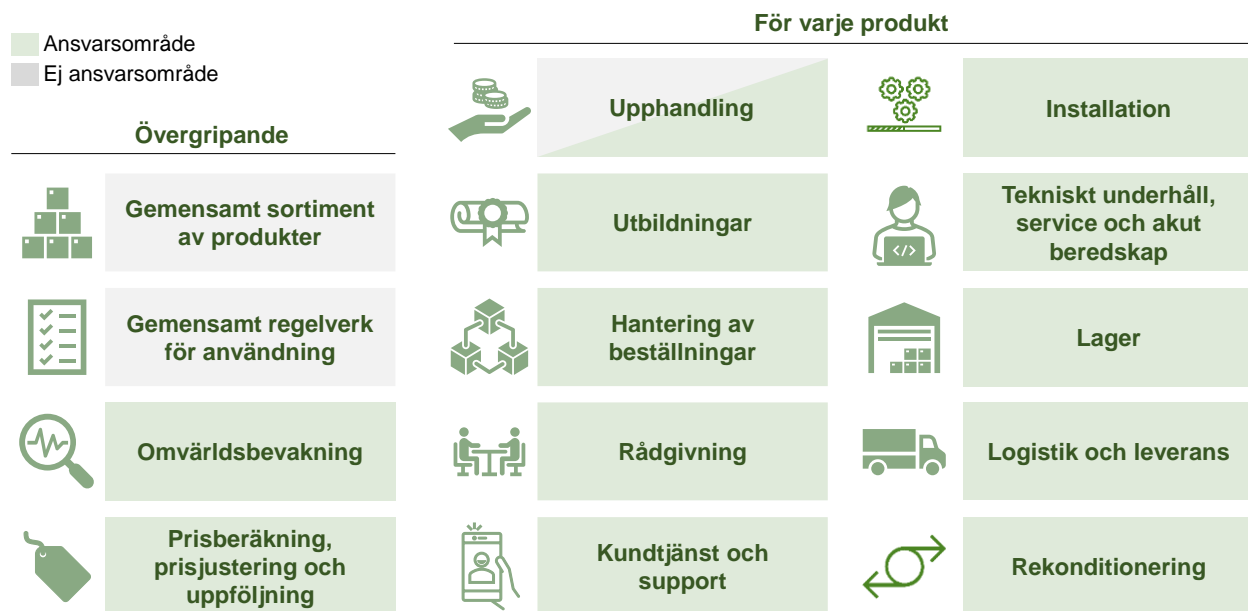 Ansvarsområde
Ej ansvarsområde
Övergripande
Gemensamt sortiment
av produkter
Gemensamt regelverk
för användning
Omvärldsbevakning
Prisberäkning,
prisjustering och
uppföljning
För varje produkt
Upphandling
Utbildningar
Hantering av
beställningar
Rådgivning
Kundtjänst och
support
Installation
Tekniskt underhåll,
service och akut
beredskap
</>
Lager
Logistik och leverans
Rekonditionering